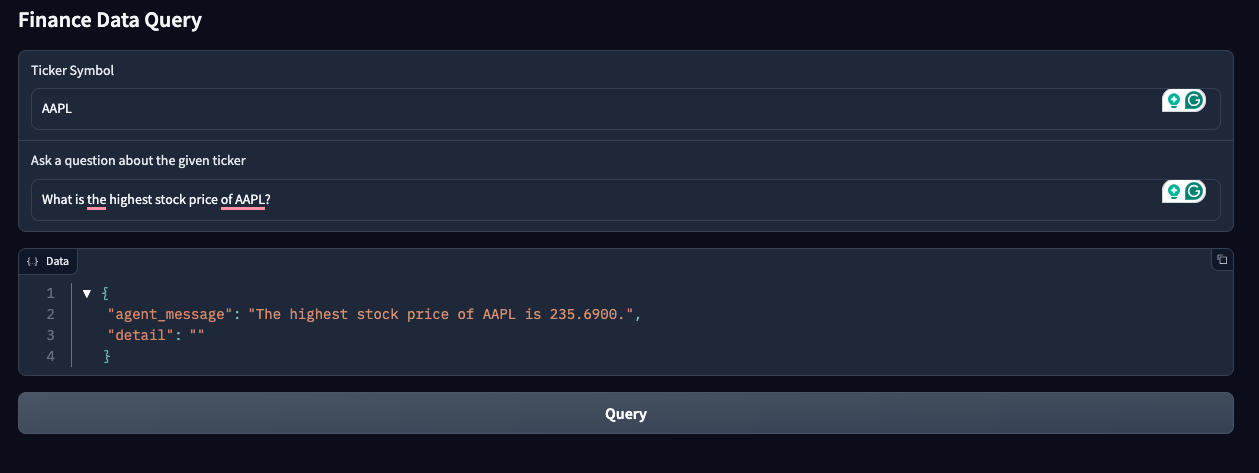 Finance Data Query
Ticker Symbol
AAPL
Ask a question about the given ticker
What is the highest stock price of AAPL?
{..} Data
1 ▼ {
2 "agent_message": "The highest stock price of AAPL is 235.6900.",
3 "detail": ""
4 }
Query